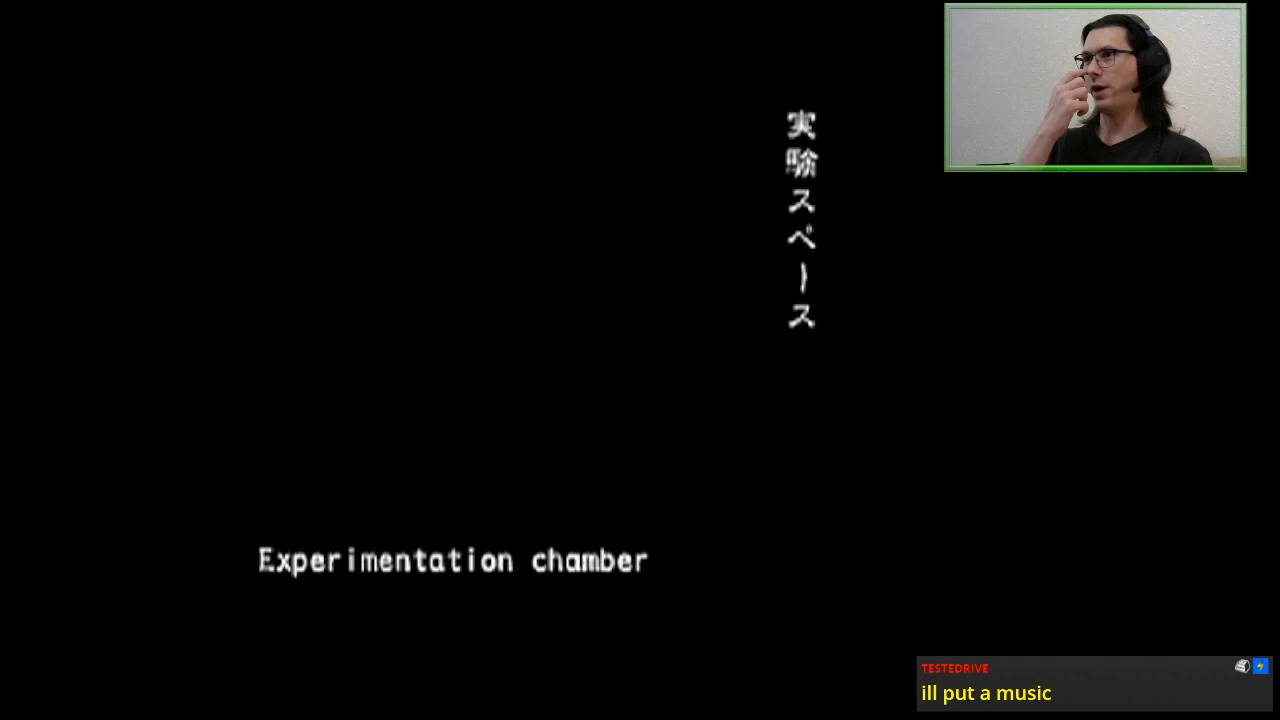 実験スペース
Experimentation chamber
TESTEDRIVE
ill put a music